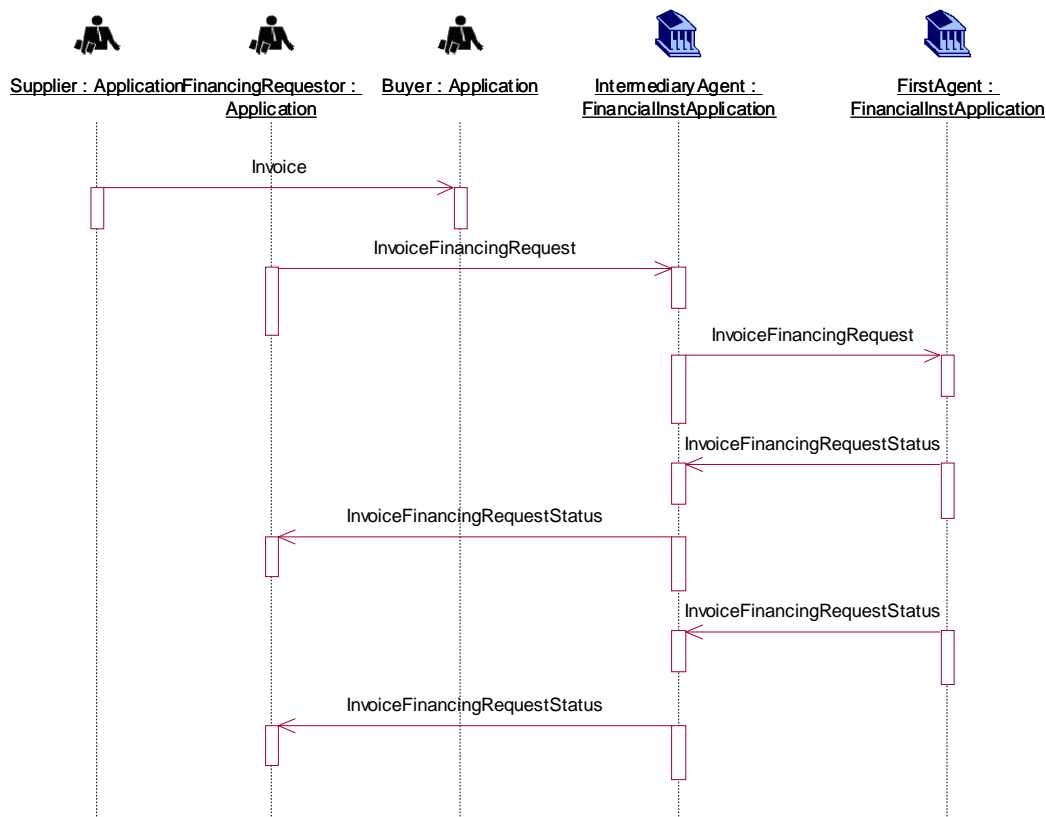 Supplier : Application
FinancingRequestor :
Application
Buyer : Application
IntermediaryAgent :
FinancialInstApplication
FirstAgent :
FinancialInstApplication
Invoice
InvoiceFinancingRequest
InvoiceFinancingRequest
InvoiceFinancingRequestStatus
InvoiceFinancingRequestStatus
InvoiceFinancingRequestStatus
InvoiceFinancingRequestStatus